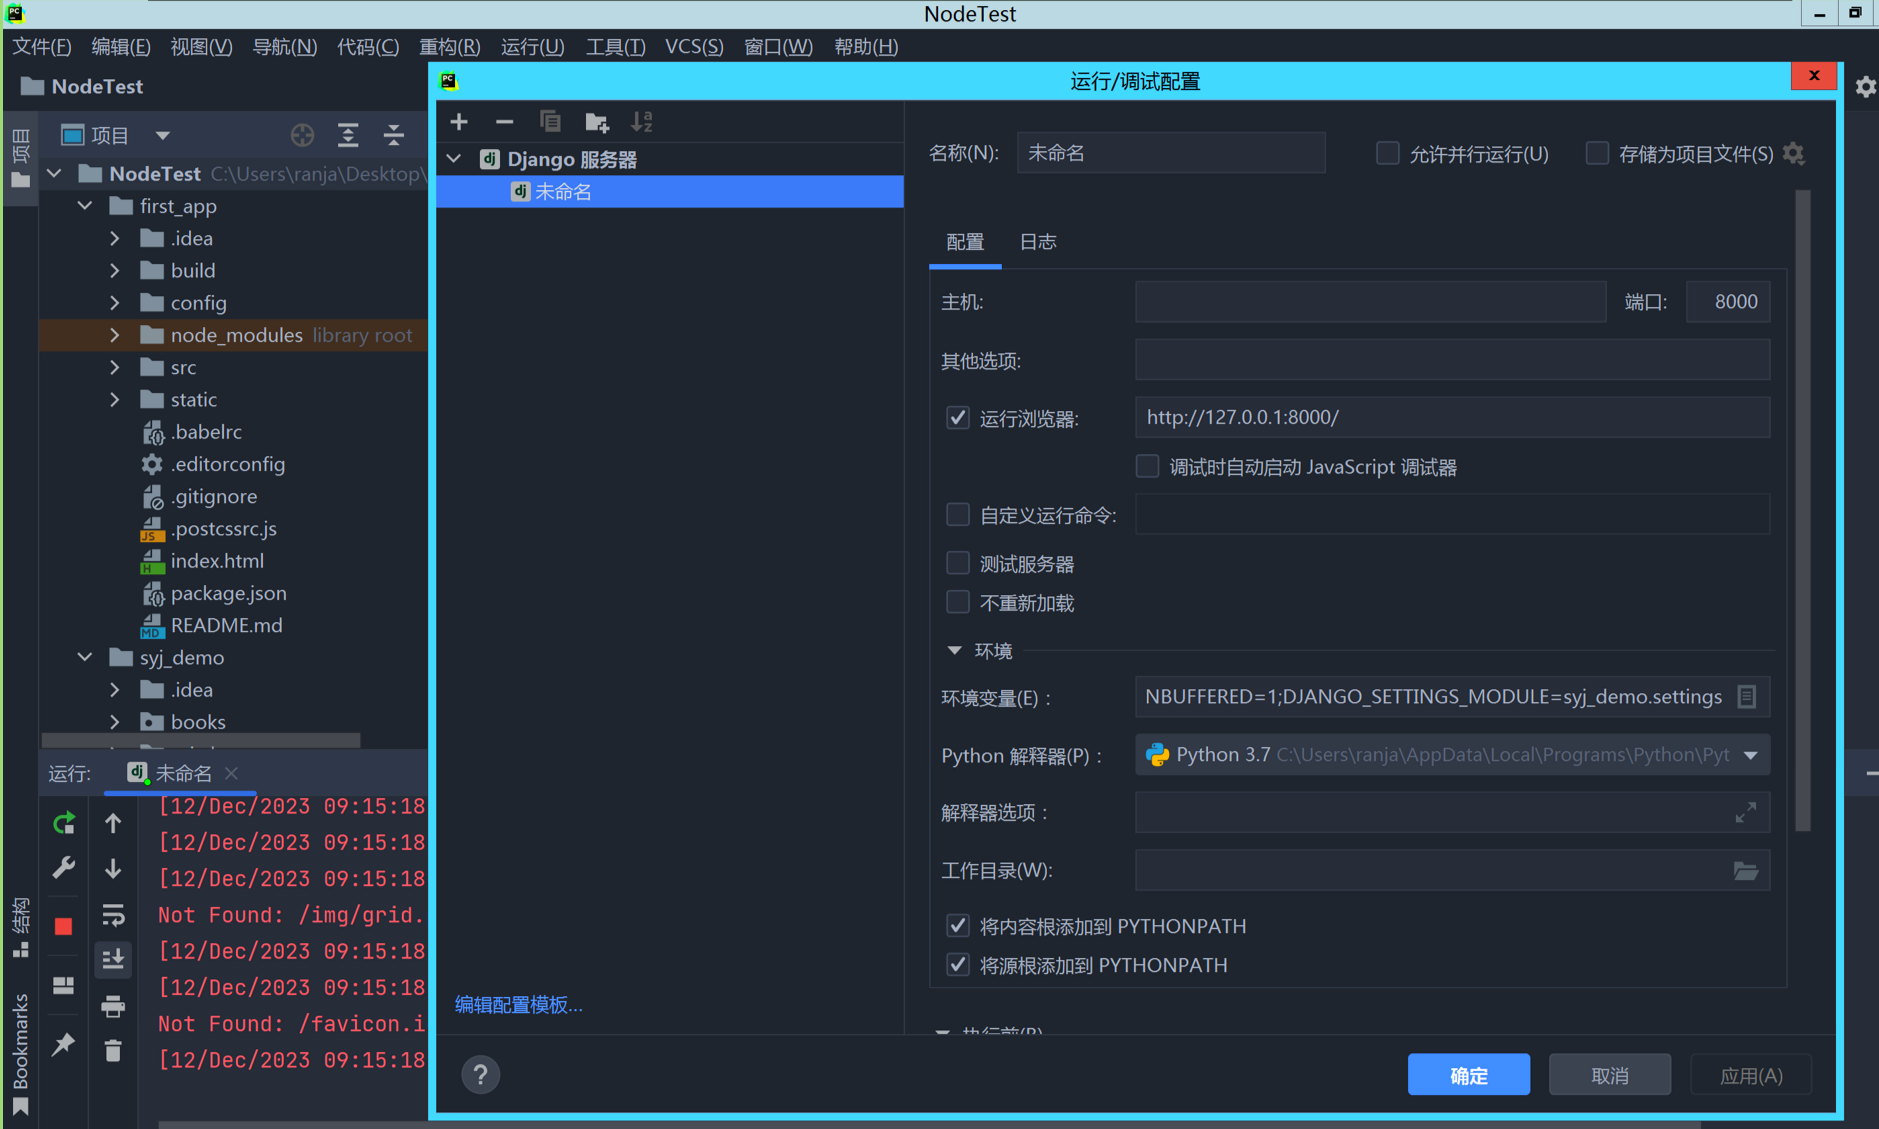 NodeTest
文件(F) 编辑(E) 视图(V) 导航(N) 代码(C) 重构(R) 运行(U) 工具(T) VCS(S) 窗口(W) 帮助(H)
NodeTest
运行/调试配置
项目
项目
NodeTest C:\Users\ranja\Desktop\
first_app
.idea
build
config
node_modules library root
src
static
.babelrc
.editorconfig
.gitignore
.postcssrc.js
index.html
package.json
README.md
syj_demo
.idea
books
Django 服务器
未命名
编辑配置模板...
名称(N): 未命名
允许并行运行(U)
存储为项目文件(S)
配置 日志
主机: 端口: 8000
其他选项:
运行浏览器: http://127.0.0.1:8000/
调试时自动启动 JavaScript 调试器
自定义运行命令:
测试服务器
不重新加载
环境
环境变量(E) : NBUFFERED=1;DJANGO_SETTINGS_MODULE=syj_demo.settings
Python 解释器(P) : Python 3.7 C:\Users\ranja\AppData\Local\Programs\Python\Pyt
解释器选项 :
工作目录(W):
将内容根添加到 PYTHONPATH
将源根添加到 PYTHONPATH
执行前(B)
? 确定 取消 应用(A)
运行: 未命名
[12/Dec/2023 09:15:18
[12/Dec/2023 09:15:18
[12/Dec/2023 09:15:18
Not Found: /img/grid.
[12/Dec/2023 09:15:18
[12/Dec/2023 09:15:18
Not Found: /favicon.i
[12/Dec/2023 09:15:18
结构
Bookmarks